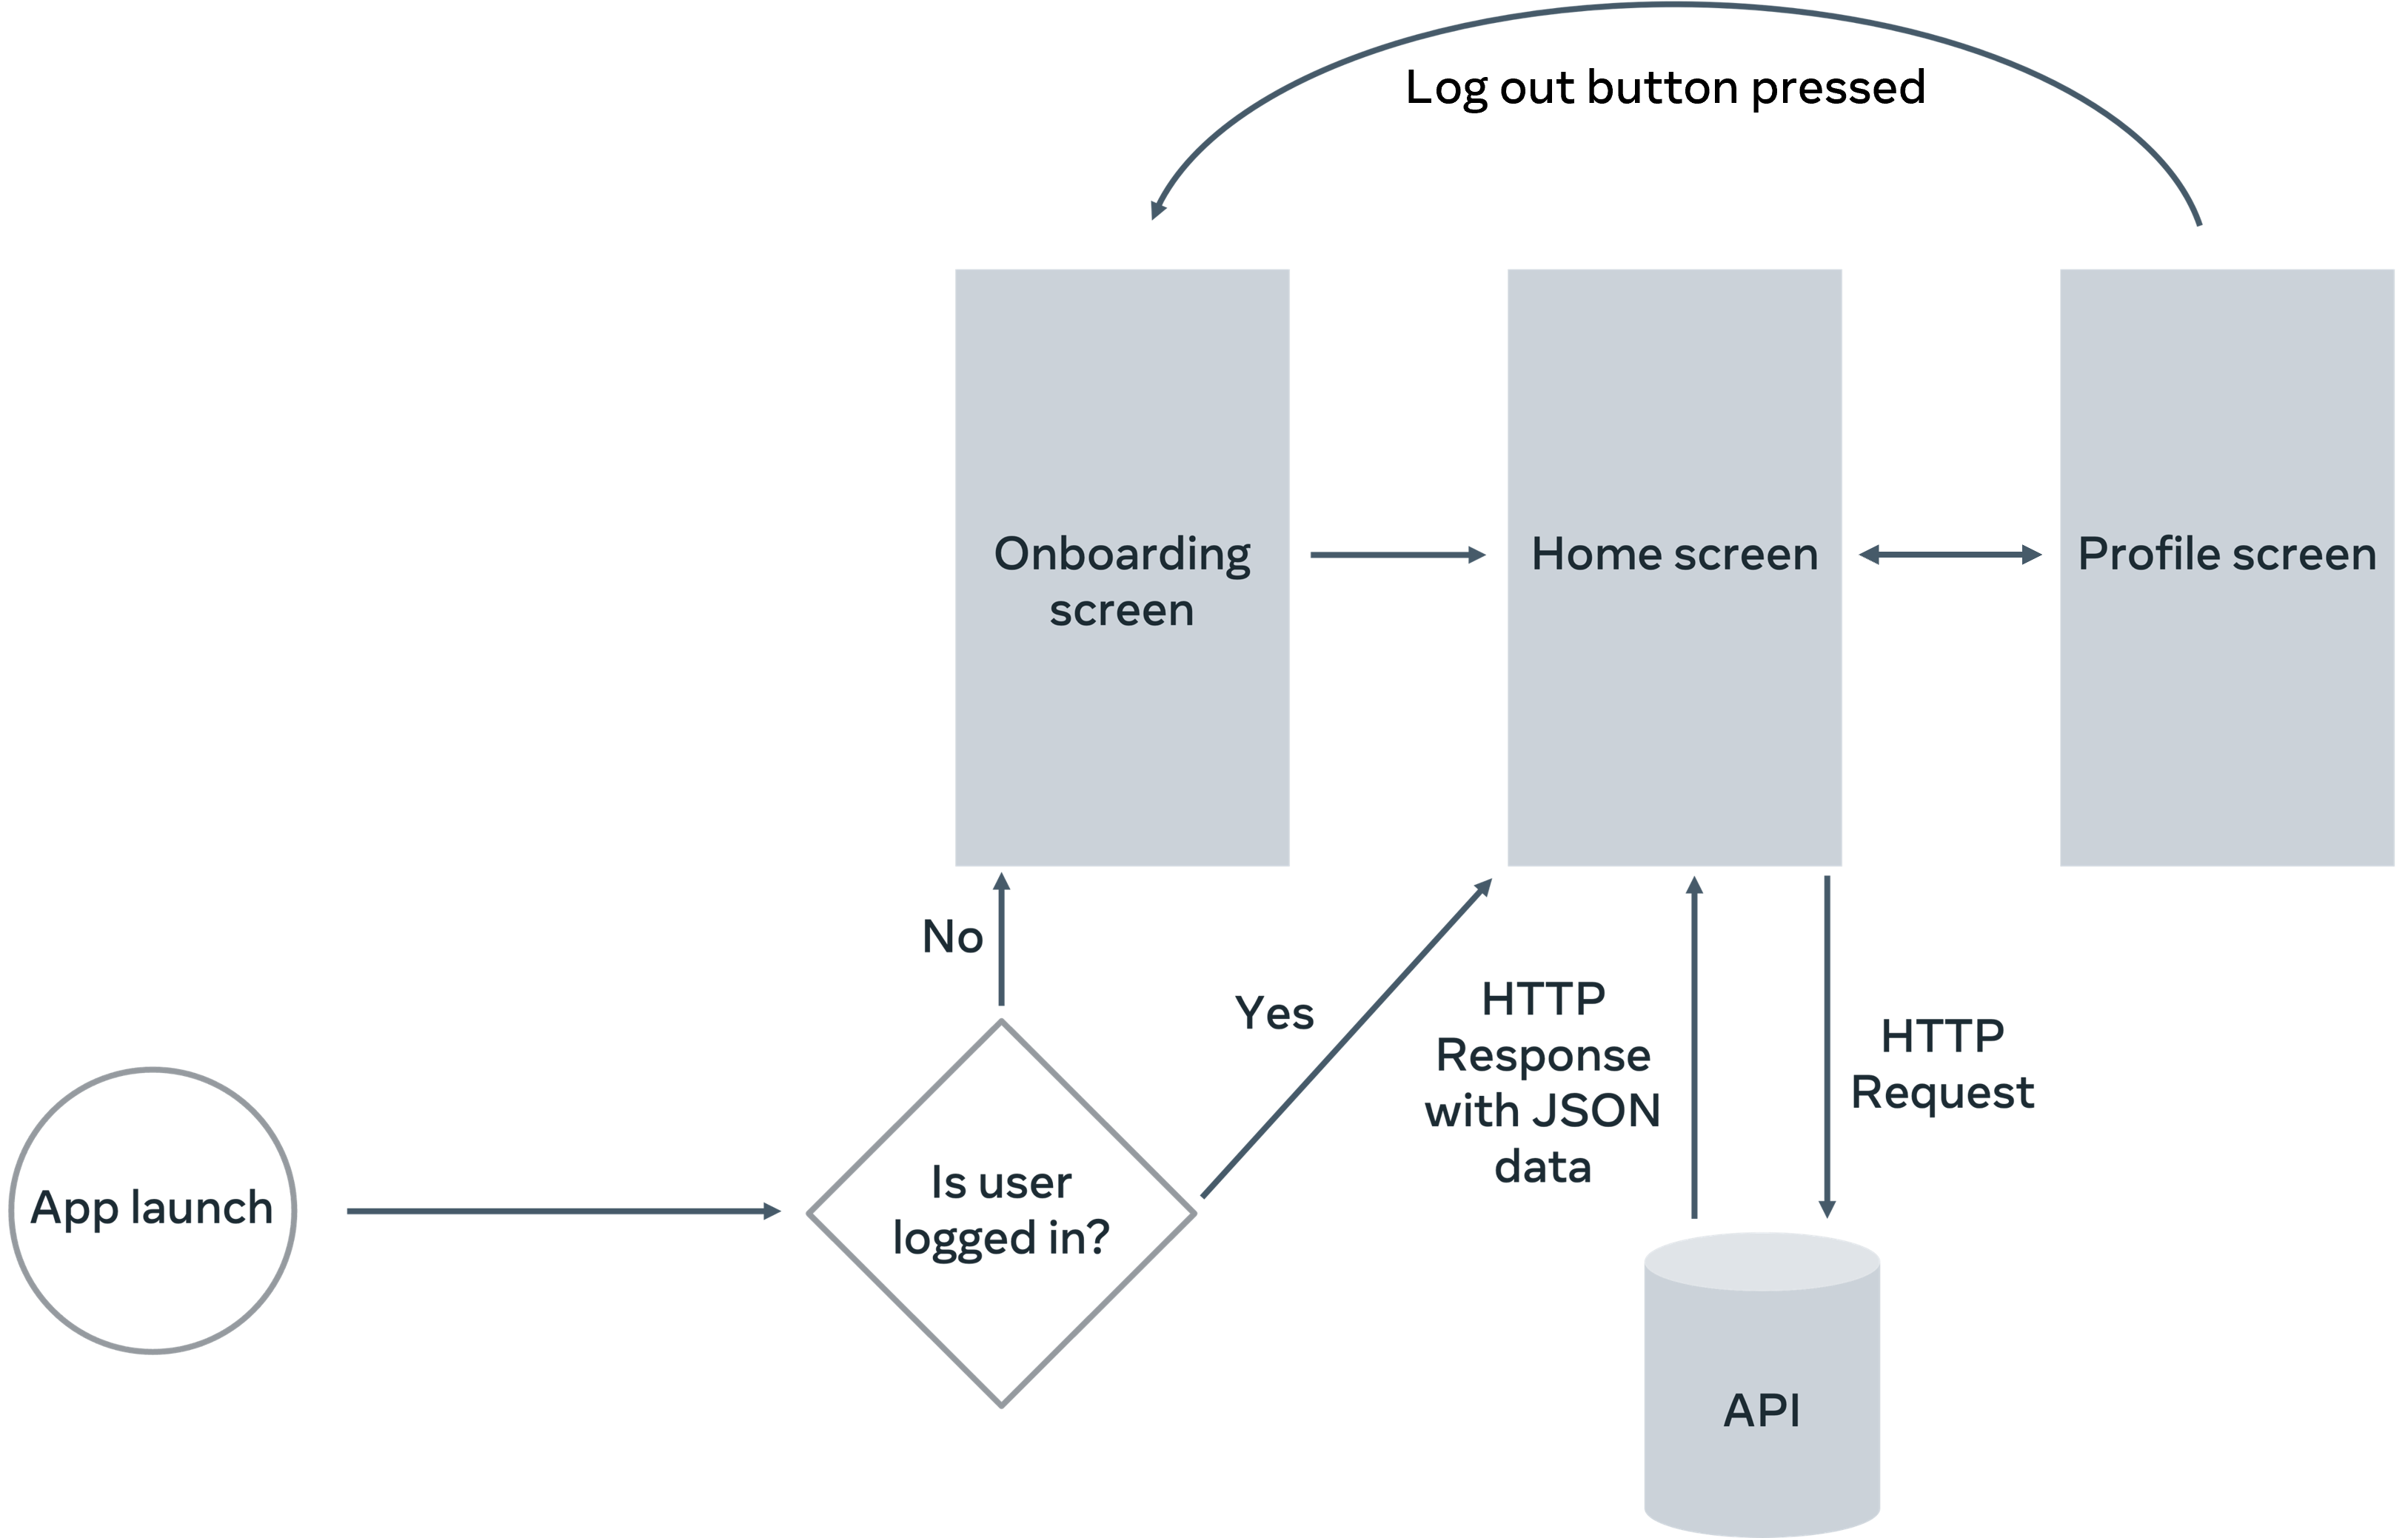 Log out button pressed
Onboarding
screen
Home screen
Profile screen
No
Yes
HTTP
Response
with JSON
data
HTTP
Request
App launch
Is user
logged in?
API